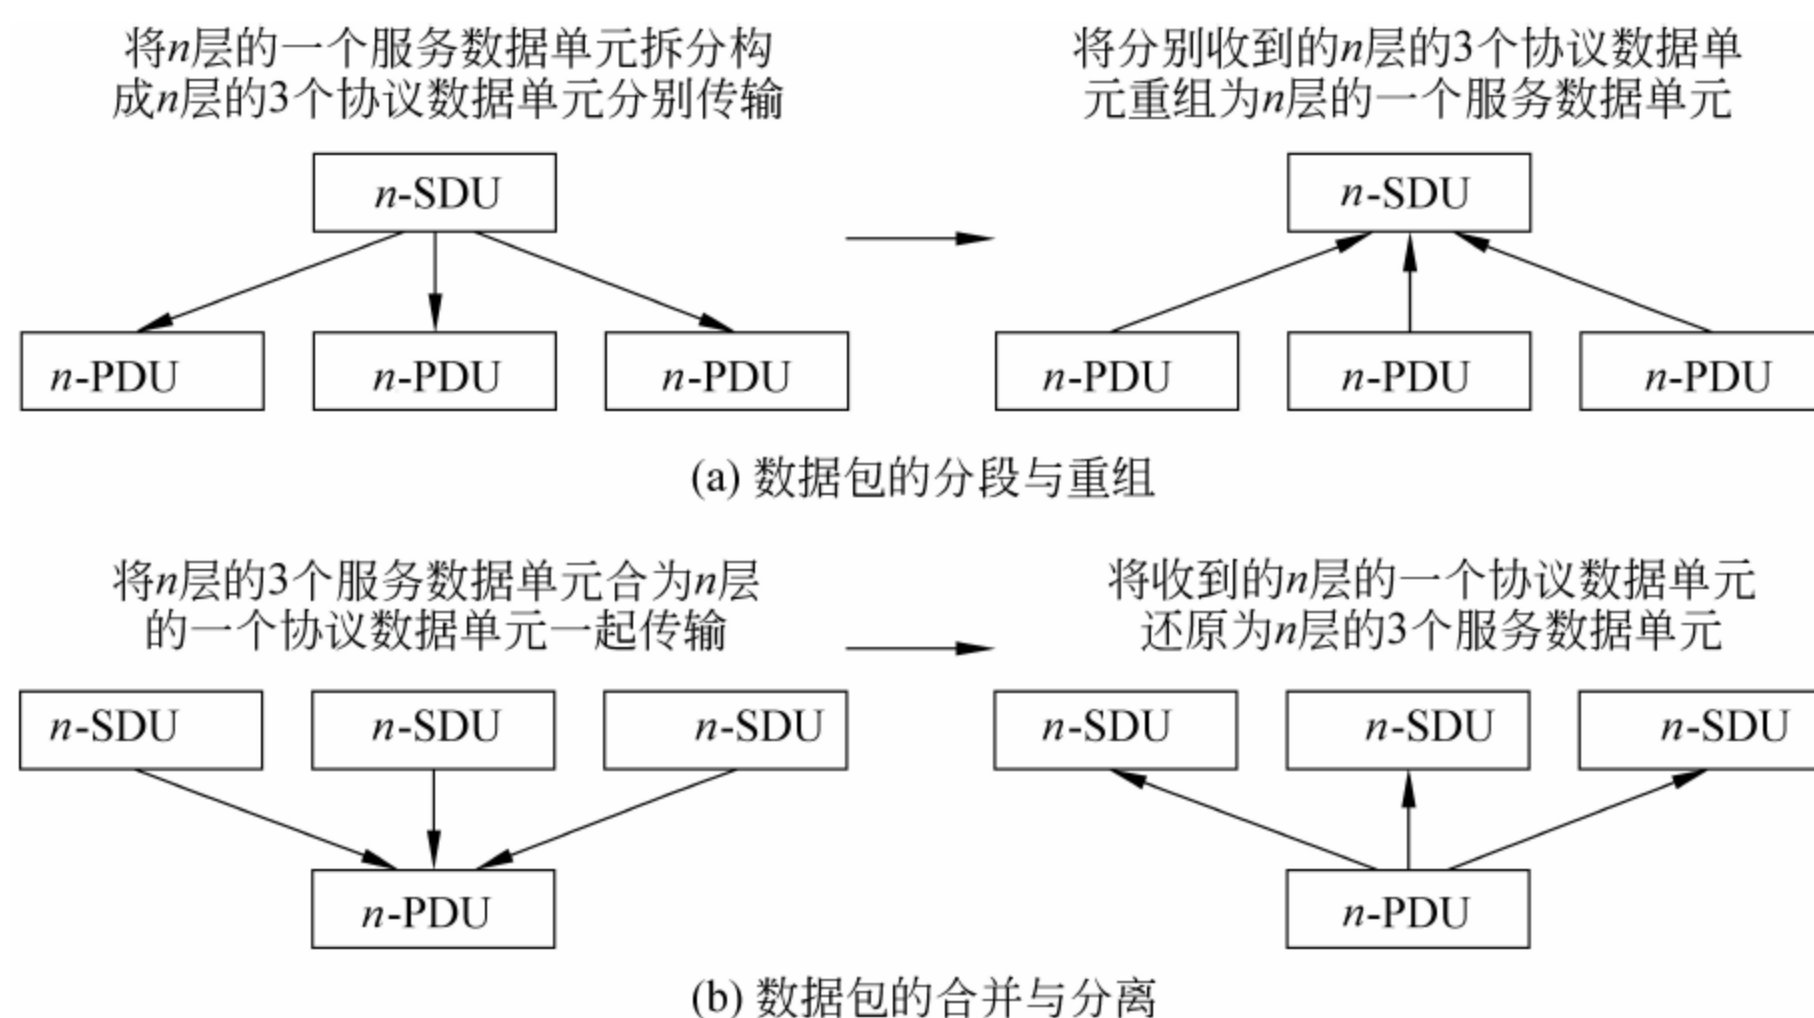 将n层的一个服务数据单元拆分构
成n层的3个协议数据单元分别传输
将分别收到的n层的3个协议数据单
元重组为n层的一个服务数据单元
n-SDU
n-SDU
n-PDU
n-PDU
n-PDU
n-PDU
n-PDU
n-PDU
(a) 数据包的分段与重组
将n层的3个服务数据单元合为n层
的一个协议数据单元一起传输
将收到的n层的一个协议数据单元
还原为n层的3个服务数据单元
n-SDU
n-SDU
n-SDU
n-SDU
n-SDU
n-SDU
n-PDU
n-PDU
(b) 数据包的合并与分离